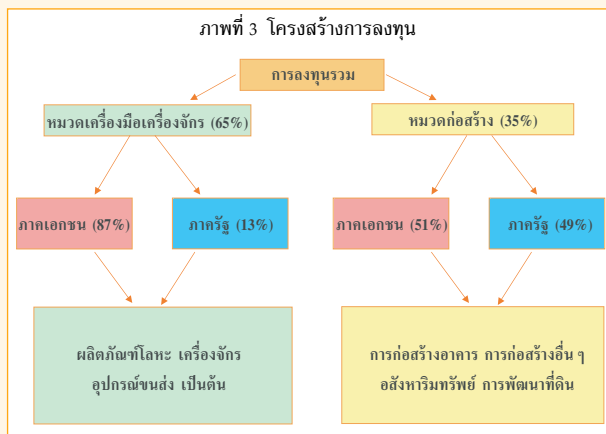 ภาพที่ 3 โครงสร้างการลงทุน
การลงทุนรวม
หมวดเครื่องมือเครื่องจักร (65%)
หมวดก่อสร้าง (35%)
ภาคเอกชน (87%)
ภาครัฐ (13%)
ภาคเอกชน (51%)
ภาครัฐ (49%)
ผลิตภัณฑ์โลหะ เครื่องจักร
อุปกรณ์ขนส่ง เป็นต้น
การก่อสร้างอาคาร การก่อสร้างอื่น ๆ
อสังหาริมทรัพย์ การพัฒนาที่ดิน